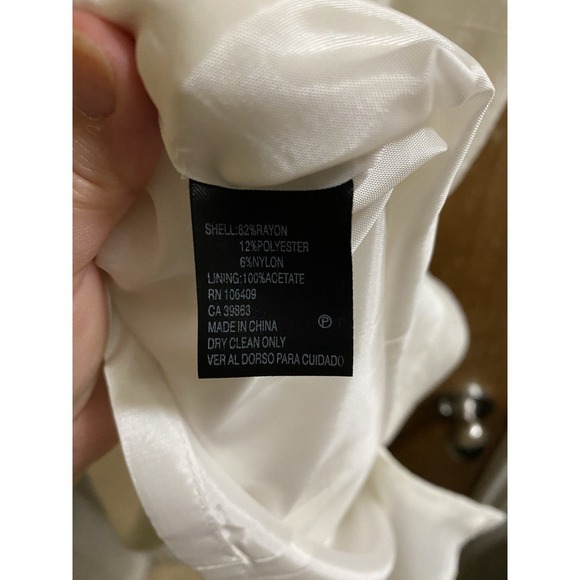 SHELL:82%RAYON
12%POLYESTER
6%NYLON
LINING:100%ACETATE
RN 106409
CA 39863
MADE IN CHINA P
DRY CLEAN ONLY
VER AL DORSO PARA CUIDADO